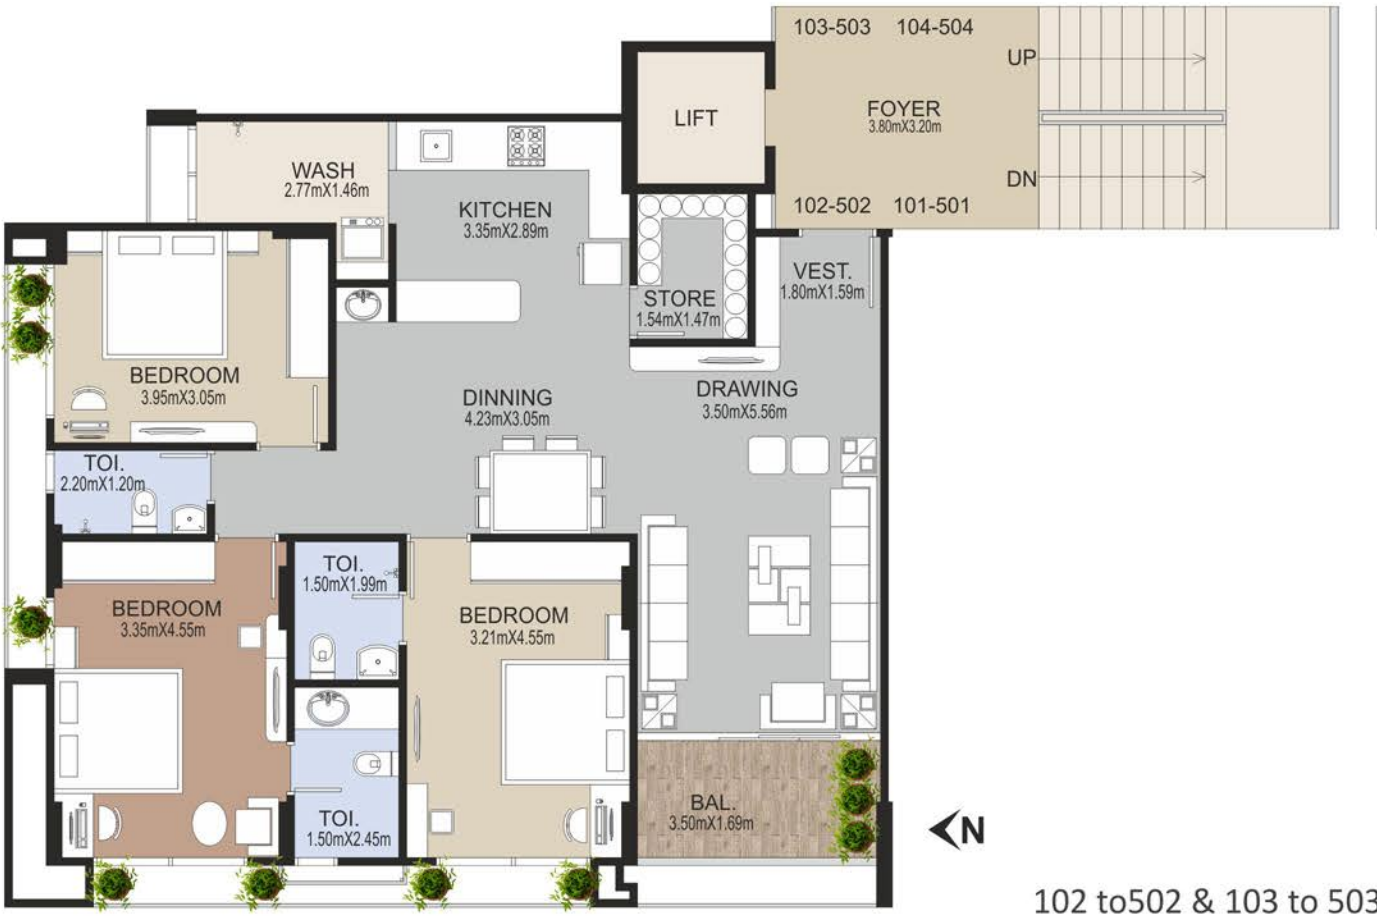 103-503 104-504
UP
LIFT
FOYER
3.80mX3.20m
DN
102-502 101-501
WASH
2.77mX1.46m
KITCHEN
3.35mX2.89m
VEST.
1.80mX1.59m
STORE
1.54mX1.47m
BEDROOM
3.95mX3.05m
DINNING
4.23mX3.05m
DRAWING
3.50mX5.56m
TOI.
2.20mX1.20m
TOI.
1.50mX1.99m
BEDROOM
3.35mX4.55m
BEDROOM
3.21mX4.55m
TOI.
1.50mX2.45m
BAL.
3.50mX1.69m
N
102 to502 & 103 to 503